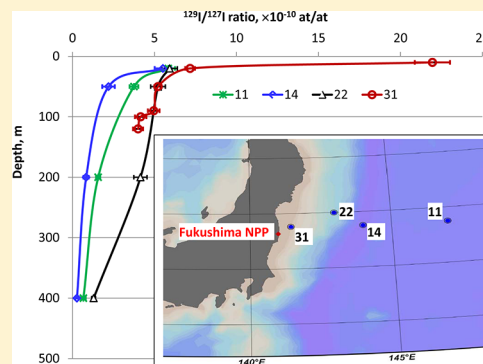 ¹²⁹I/¹²⁷I ratio, ×10⁻¹⁰ at/at
0 5 10 15 20 25
Depth, m
0
100
200
300
400
500
11 14 22 31
22
11
Fukushima NPP
31
14
140°E 145°E